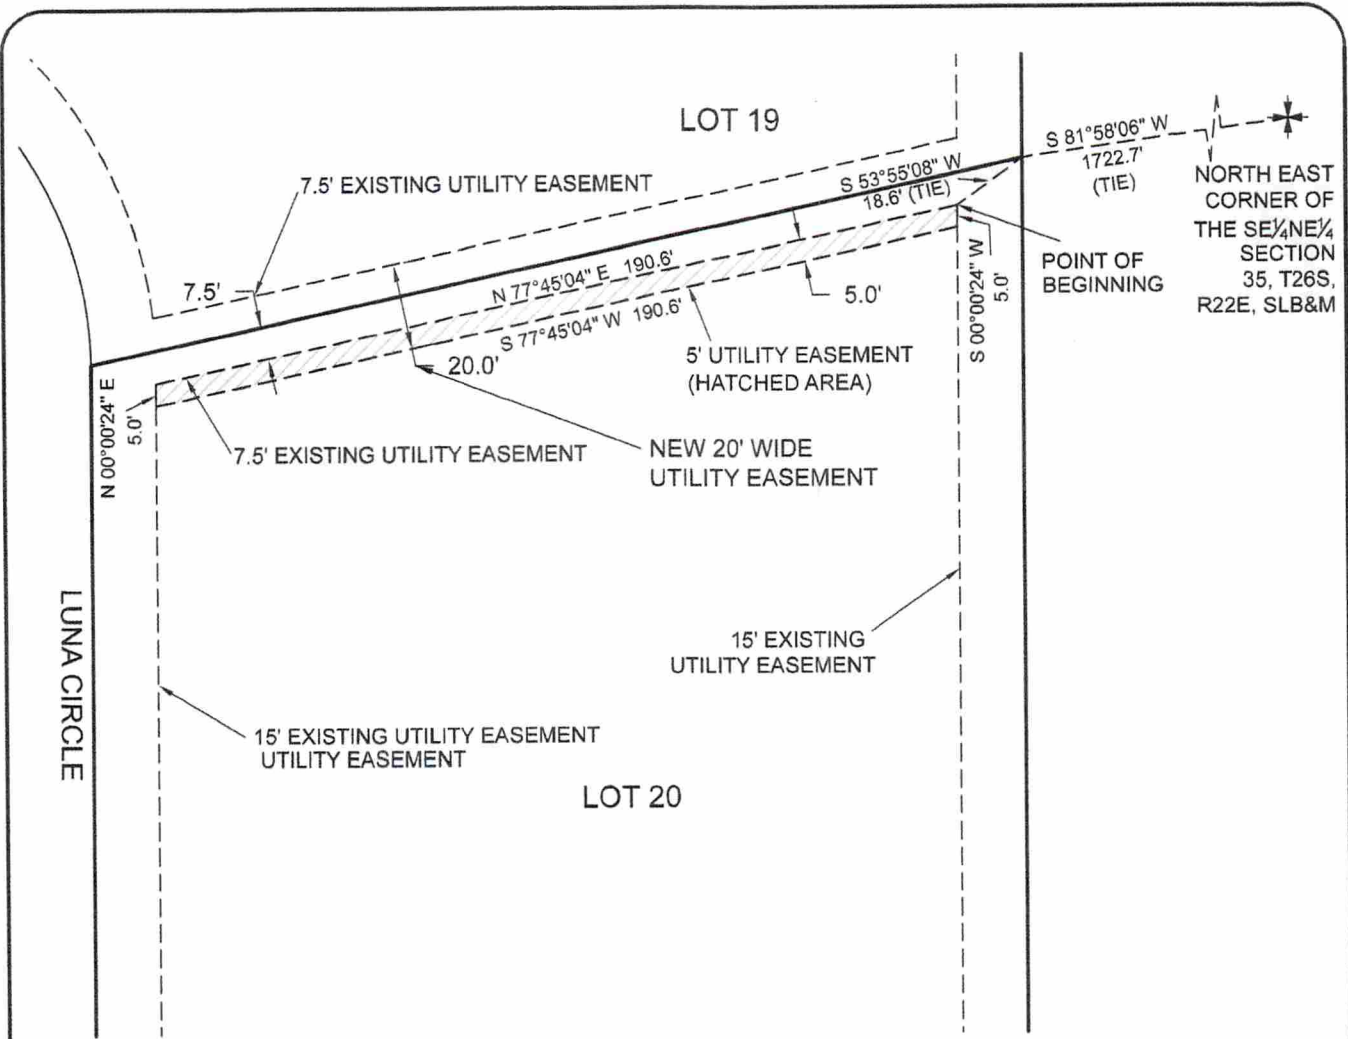 LOT 19
S 81°58'06" W
1722.7'
(TIE)
NORTH EAST
CORNER OF
THE SE¼NE¼
SECTION
35, T26S,
R22E, SLB&M
7.5' EXISTING UTILITY EASEMENT
S 53°55'08" W
18.6' (TIE)
POINT OF
BEGINNING
7.5'
N 77°45'04" E 190.6'
S 77°45'04" W 190.6'
5.0'
S 00°00'24" W
5.0'
20.0'
5' UTILITY EASEMENT
(HATCHED AREA)
N 00°00'24" E
5.0'
7.5' EXISTING UTILITY EASEMENT
NEW 20' WIDE
UTILITY EASEMENT
LUNA CIRCLE
15' EXISTING
UTILITY EASEMENT
15' EXISTING UTILITY EASEMENT
UTILITY EASEMENT
LOT 20